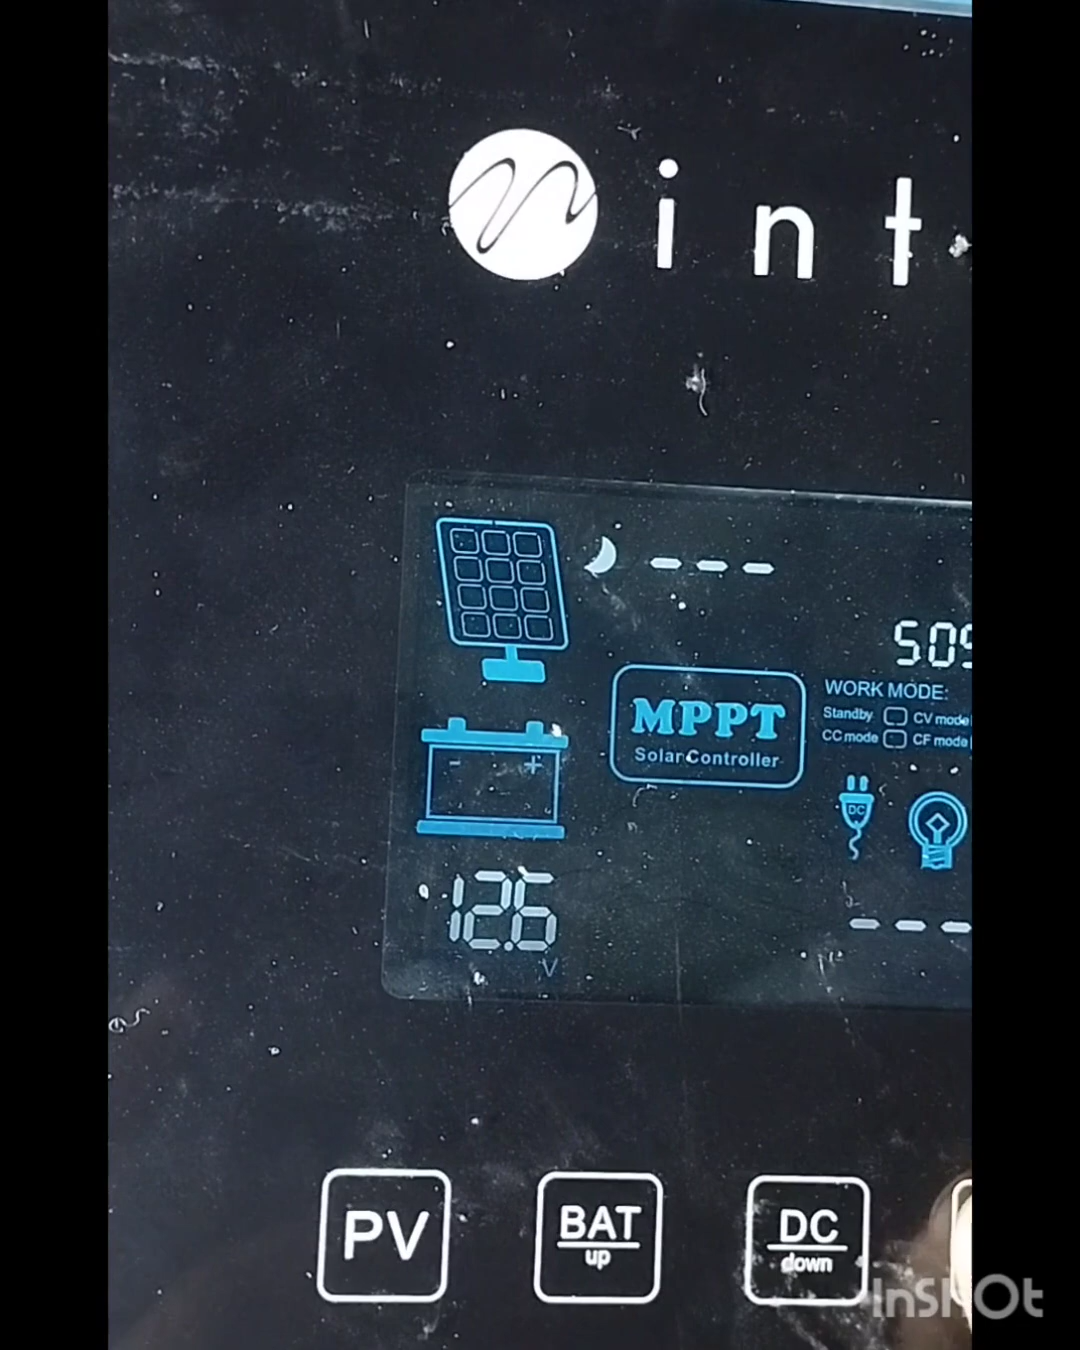 int
---
505
WORK MODE:
Standby CV mode
CC mode CF mode
MPPT
Solar Controller
- +
DC
12.6
V
---
PV
BAT
up
DC
down
InShOt